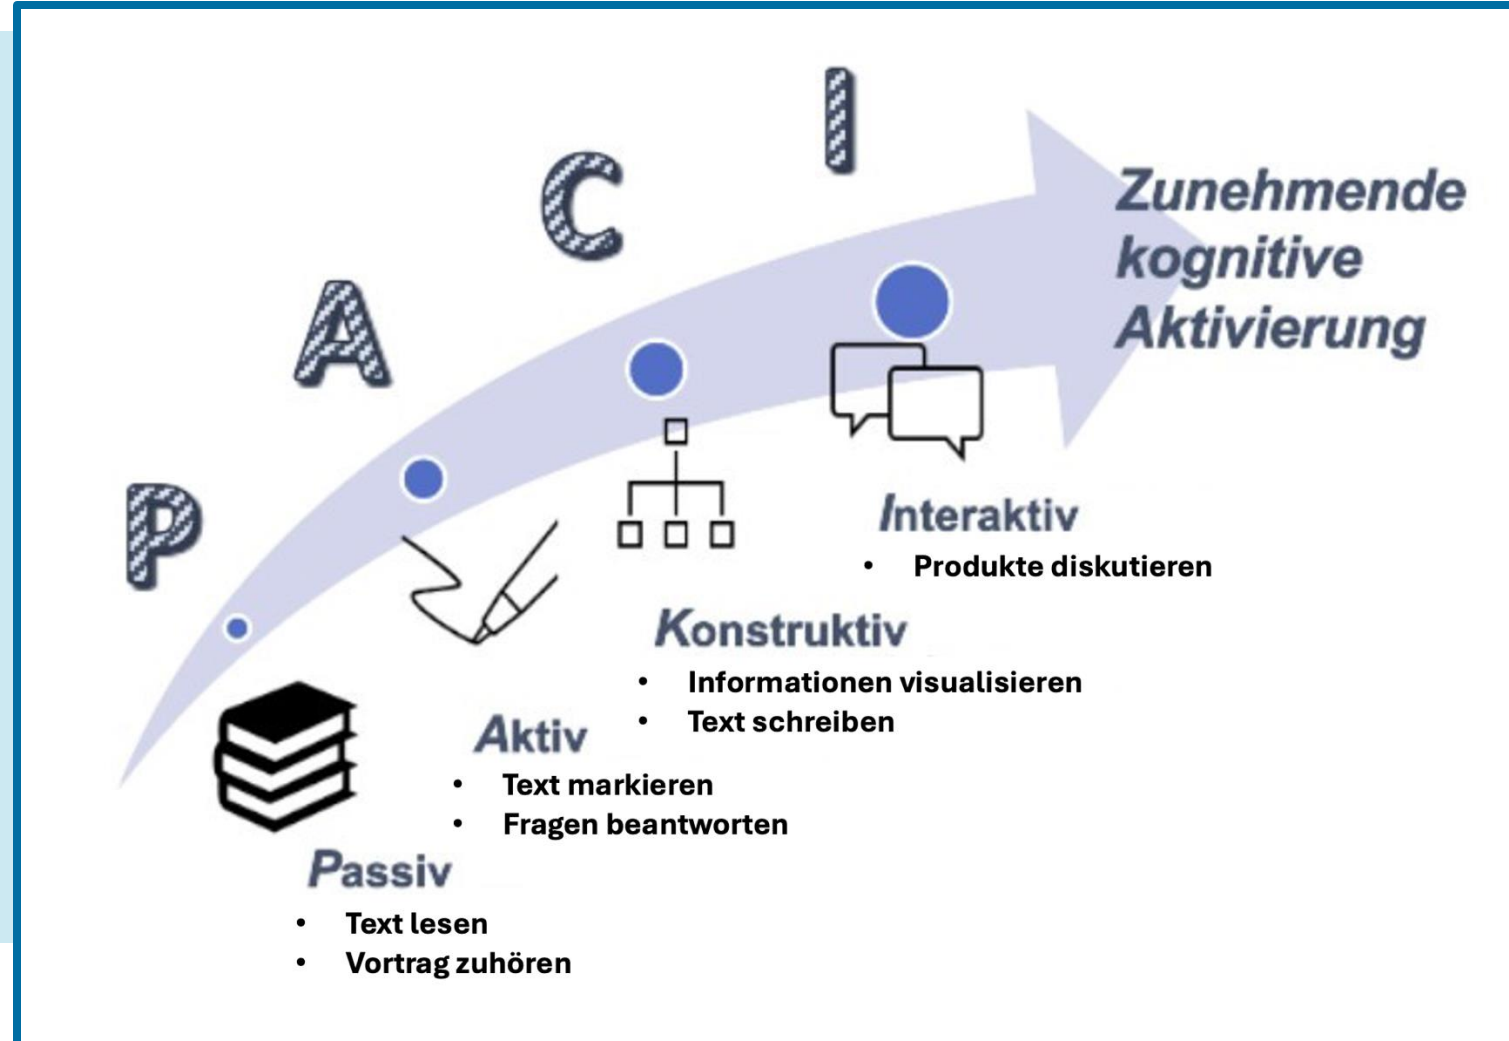 P
A
C
I
Zunehmende
kognitive
Aktivierung
Interaktiv
• Produkte diskutieren
Konstruktiv
• Informationen visualisieren
• Text schreiben
Aktiv
• Text markieren
• Fragen beantworten
Passiv
• Text lesen
• Vortrag zuhören